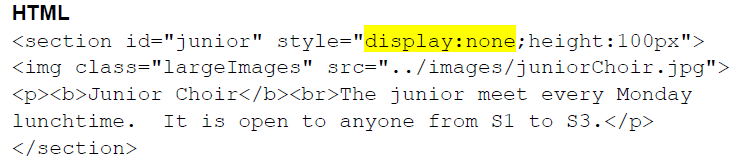 HTML
<section id="junior" style="display:none;height:100px">
<img class="largeImages" src="../images/juniorChoir.jpg">
<p><b>Junior Choir</b><br>The junior meet every Monday
lunchtime.  It is open to anyone from S1 to S3.</p>
</section>